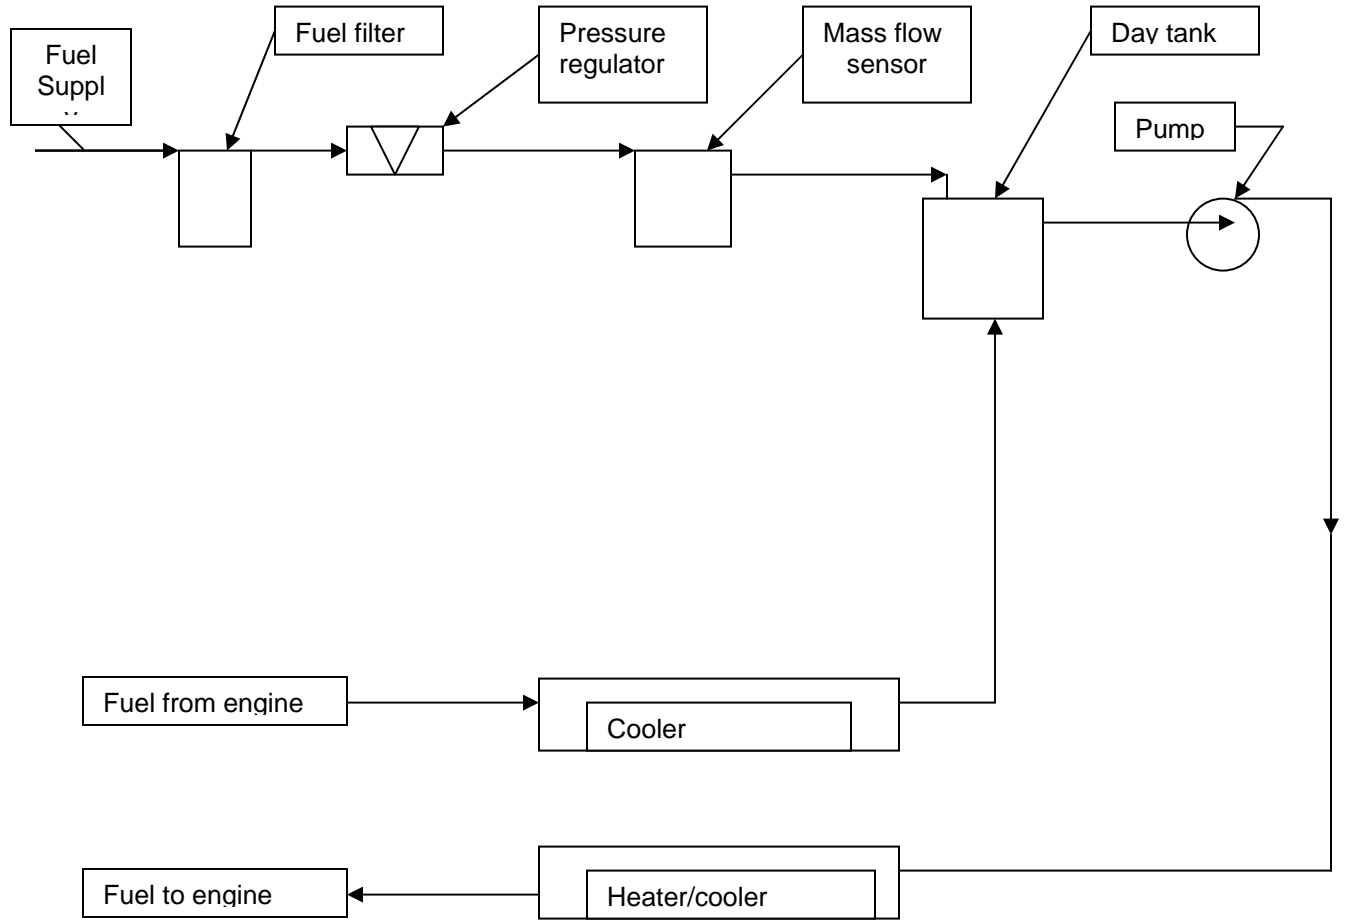 Fuel
Suppl
y
Fuel filter
Pressure
regulator
Mass flow
sensor
Day tank
Pump
Fuel from engine
Cooler
Fuel to engine
Heater/cooler